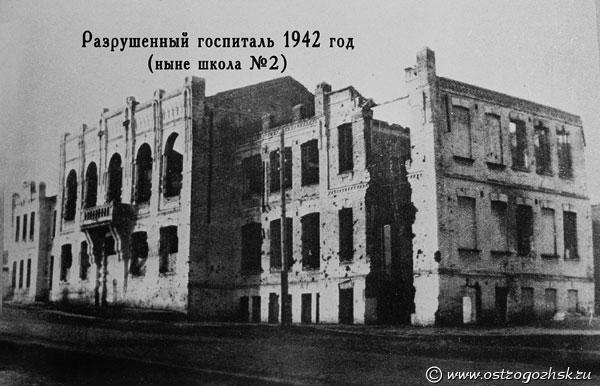 Разрушенный госпиталь 1942 год
(ныне школа №2)
© www.ostrogozhsk.ru